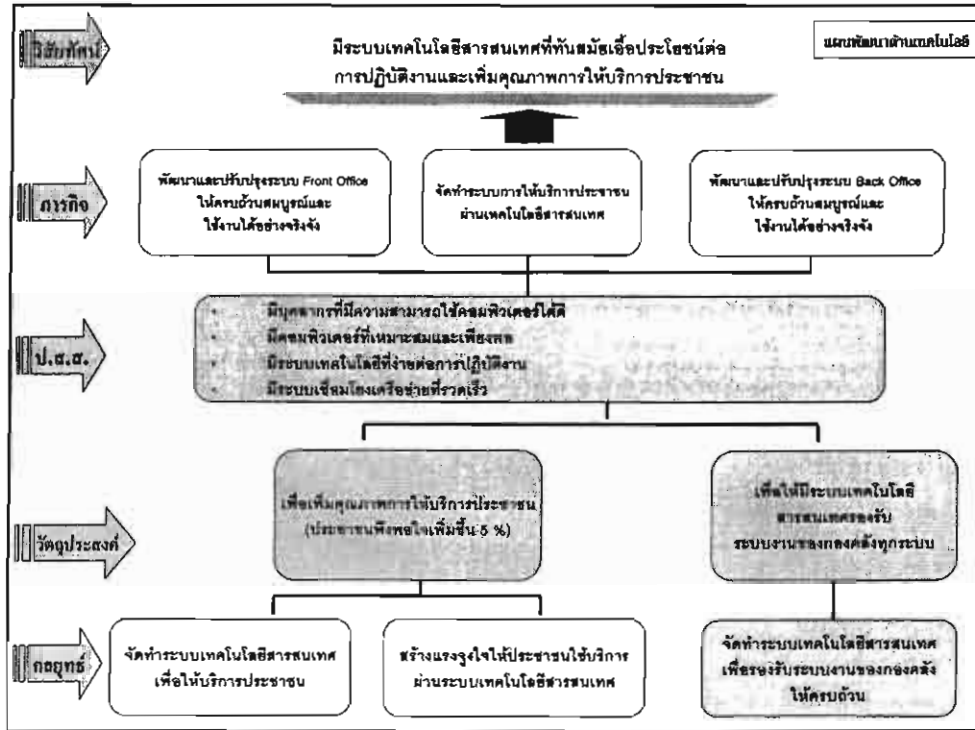 วิสัยทัศน์
มีระบบเทคโนโลยีสารสนเทศที่ทันสมัยเอื้อประโยชน์ต่อ
การปฏิบัติงานและเพิ่มคุณภาพการให้บริการประชาชน
แผนพัฒนาด้านเทคโนโลยี
ภารกิจ
พัฒนาและปรับปรุงระบบ Front Office
ให้ครบถ้วนสมบูรณ์และ
ใช้งานได้อย่างจริงจัง
จัดทำระบบการให้บริการประชาชน
ผ่านเทคโนโลยีสารสนเทศ
พัฒนาและปรับปรุงระบบ Back Office
ให้ครบถ้วนสมบูรณ์และ
ใช้งานได้อย่างจริงจัง
ป.ส.ส.
• มีบุคลากรที่มีความสามารถใช้คอมพิวเตอร์ได้ดี
• มีคอมพิวเตอร์ที่เหมาะสมและเพียงพอ
• มีระบบเทคโนโลยีที่ง่ายต่อการปฏิบัติงาน
• มีระบบเชื่อมโยงเครือข่ายที่รวดเร็ว
วัตถุประสงค์
เพื่อเพิ่มคุณภาพการให้บริการประชาชน
(ประชาชนพึงพอใจเพิ่มขึ้น 5 %)
เพื่อให้มีระบบเทคโนโลยี
สารสนเทศรองรับ
ระบบงานของกองคลังทุกระบบ
กลยุทธ์
จัดทำระบบเทคโนโลยีสารสนเทศ
เพื่อให้บริการประชาชน
สร้างแรงจูงใจให้ประชาชนใช้บริการ
ผ่านระบบเทคโนโลยีสารสนเทศ
จัดทำระบบเทคโนโลยีสารสนเทศ
เพื่อรองรับระบบงานของกองคลัง
ให้ครบถ้วน